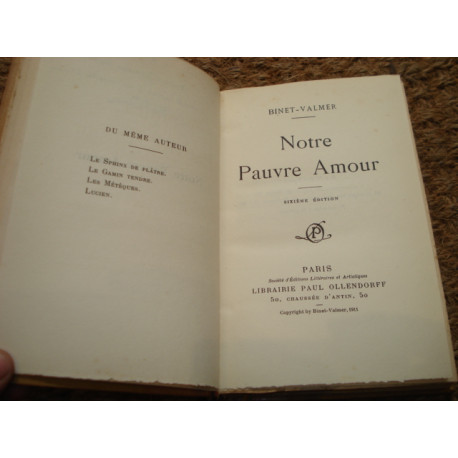 DU MÊME AUTEUR
LE SPHINX DE PLÂTRE.
LE GAMIN TENDRE.
LES MÉTÈQUES.
LUCIEN.
BINET-VALMER
Notre
Pauvre Amour
SIXIÈME ÉDITION
PARIS
Société d'Éditions Littéraires et Artistiques
LIBRAIRIE PAUL OLLENDORFF
50, CHAUSSÉE D'ANTIN, 50
Copyright by Binet-Valmer, 1911